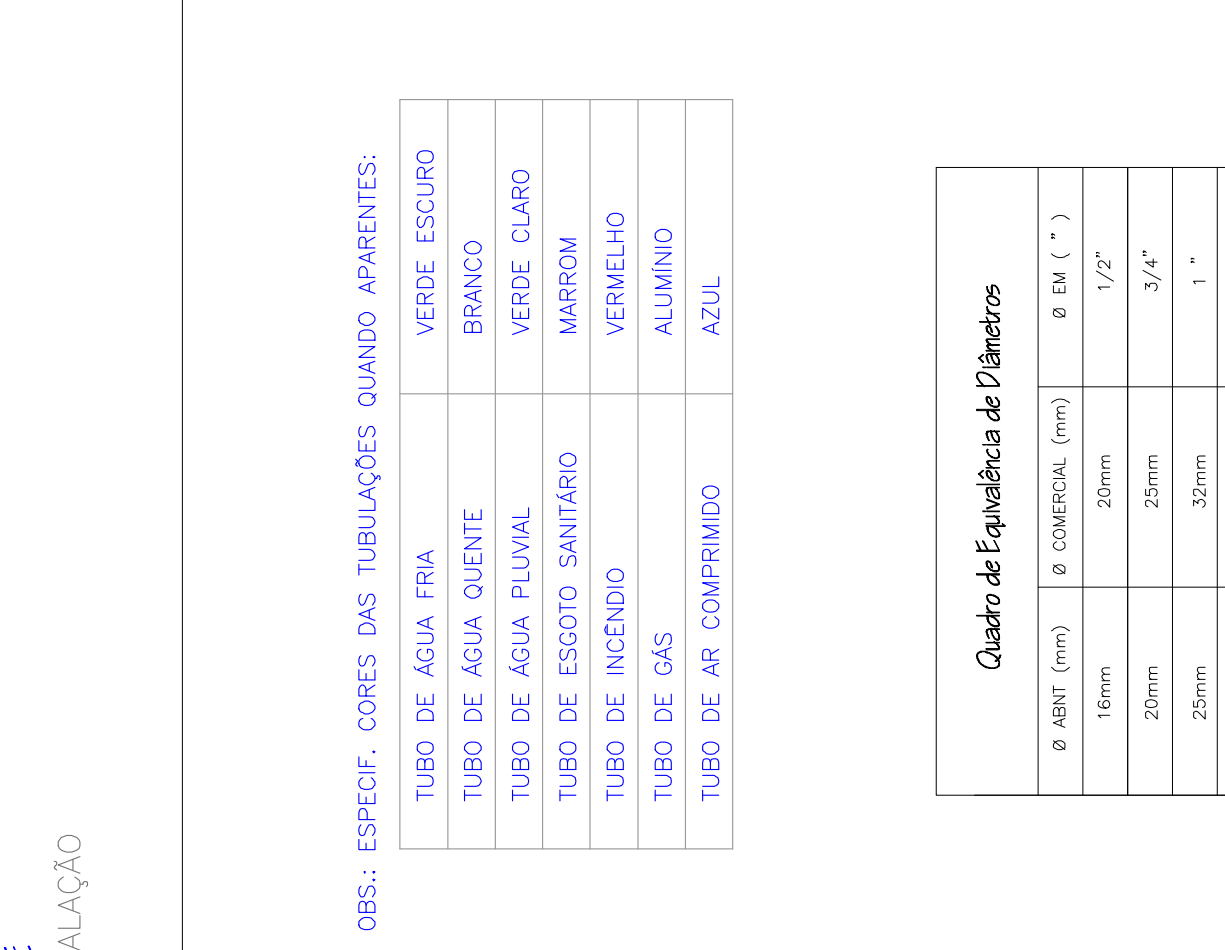 ALAÇÃO
OBS.: ESPECIF. CORES DAS TUBULAÇÕES QUANDO APARENTES:
TUBO DE ÁGUA FRIA VERDE ESCURO
TUBO DE ÁGUA QUENTE BRANCO
TUBO DE ÁGUA PLUVIAL VERDE CLARO
TUBO DE ESGOTO SANITÁRIO MARROM
TUBO DE INCÊNDIO VERMELHO
TUBO DE GÁS ALUMÍNIO
TUBO DE AR COMPRIMIDO AZUL
Quadro de Equivalência de Diâmetros
Ø ABNT (mm) Ø COMERCIAL (mm) Ø EM ( " )
16mm 20mm 1/2"
20mm 25mm 3/4"
25mm 32mm 1 "